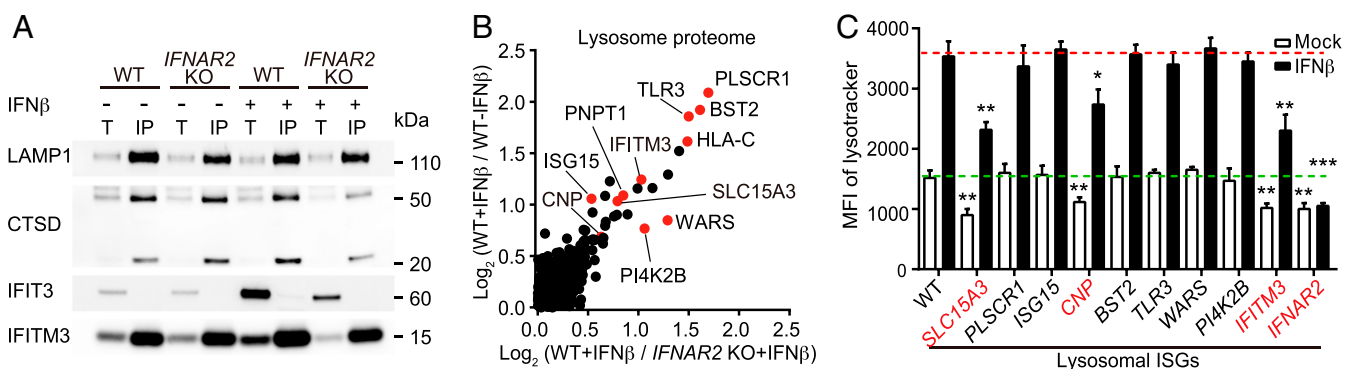 A
WT
IFNAR2 KO
WT
IFNAR2 KO
IFNβ - - - - + + + +
T IP T IP T IP T IP kDa
LAMP1 - 110
CTSD - 50
- 20
IFIT3 - 60
IFITM3 - 15
B
Lysosome proteome
Log2 (WT+IFNβ / WT-IFNβ)
2.5
2.0
1.5
1.0
0.5
0.0
TLR3
PLSCR1
BST2
PNPT1
HLA-C
IFITM3
ISG15
SLC15A3
CNP
WARS
PI4K2B
0.0 0.5 1.0 1.5 2.0 2.5
Log2 (WT+IFNβ / IFNAR2 KO+IFNβ)
C
MFI of lysotracker
4000
3000
2000
1000
0
Mock
IFNβ
**
**
**
*
**
**
**
***
WT
SLC15A3
PLSCR1
ISG15
CNP
BST2
TLR3
WARS
PI4K2B
IFITM3
IFNAR2
Lysosomal ISGs